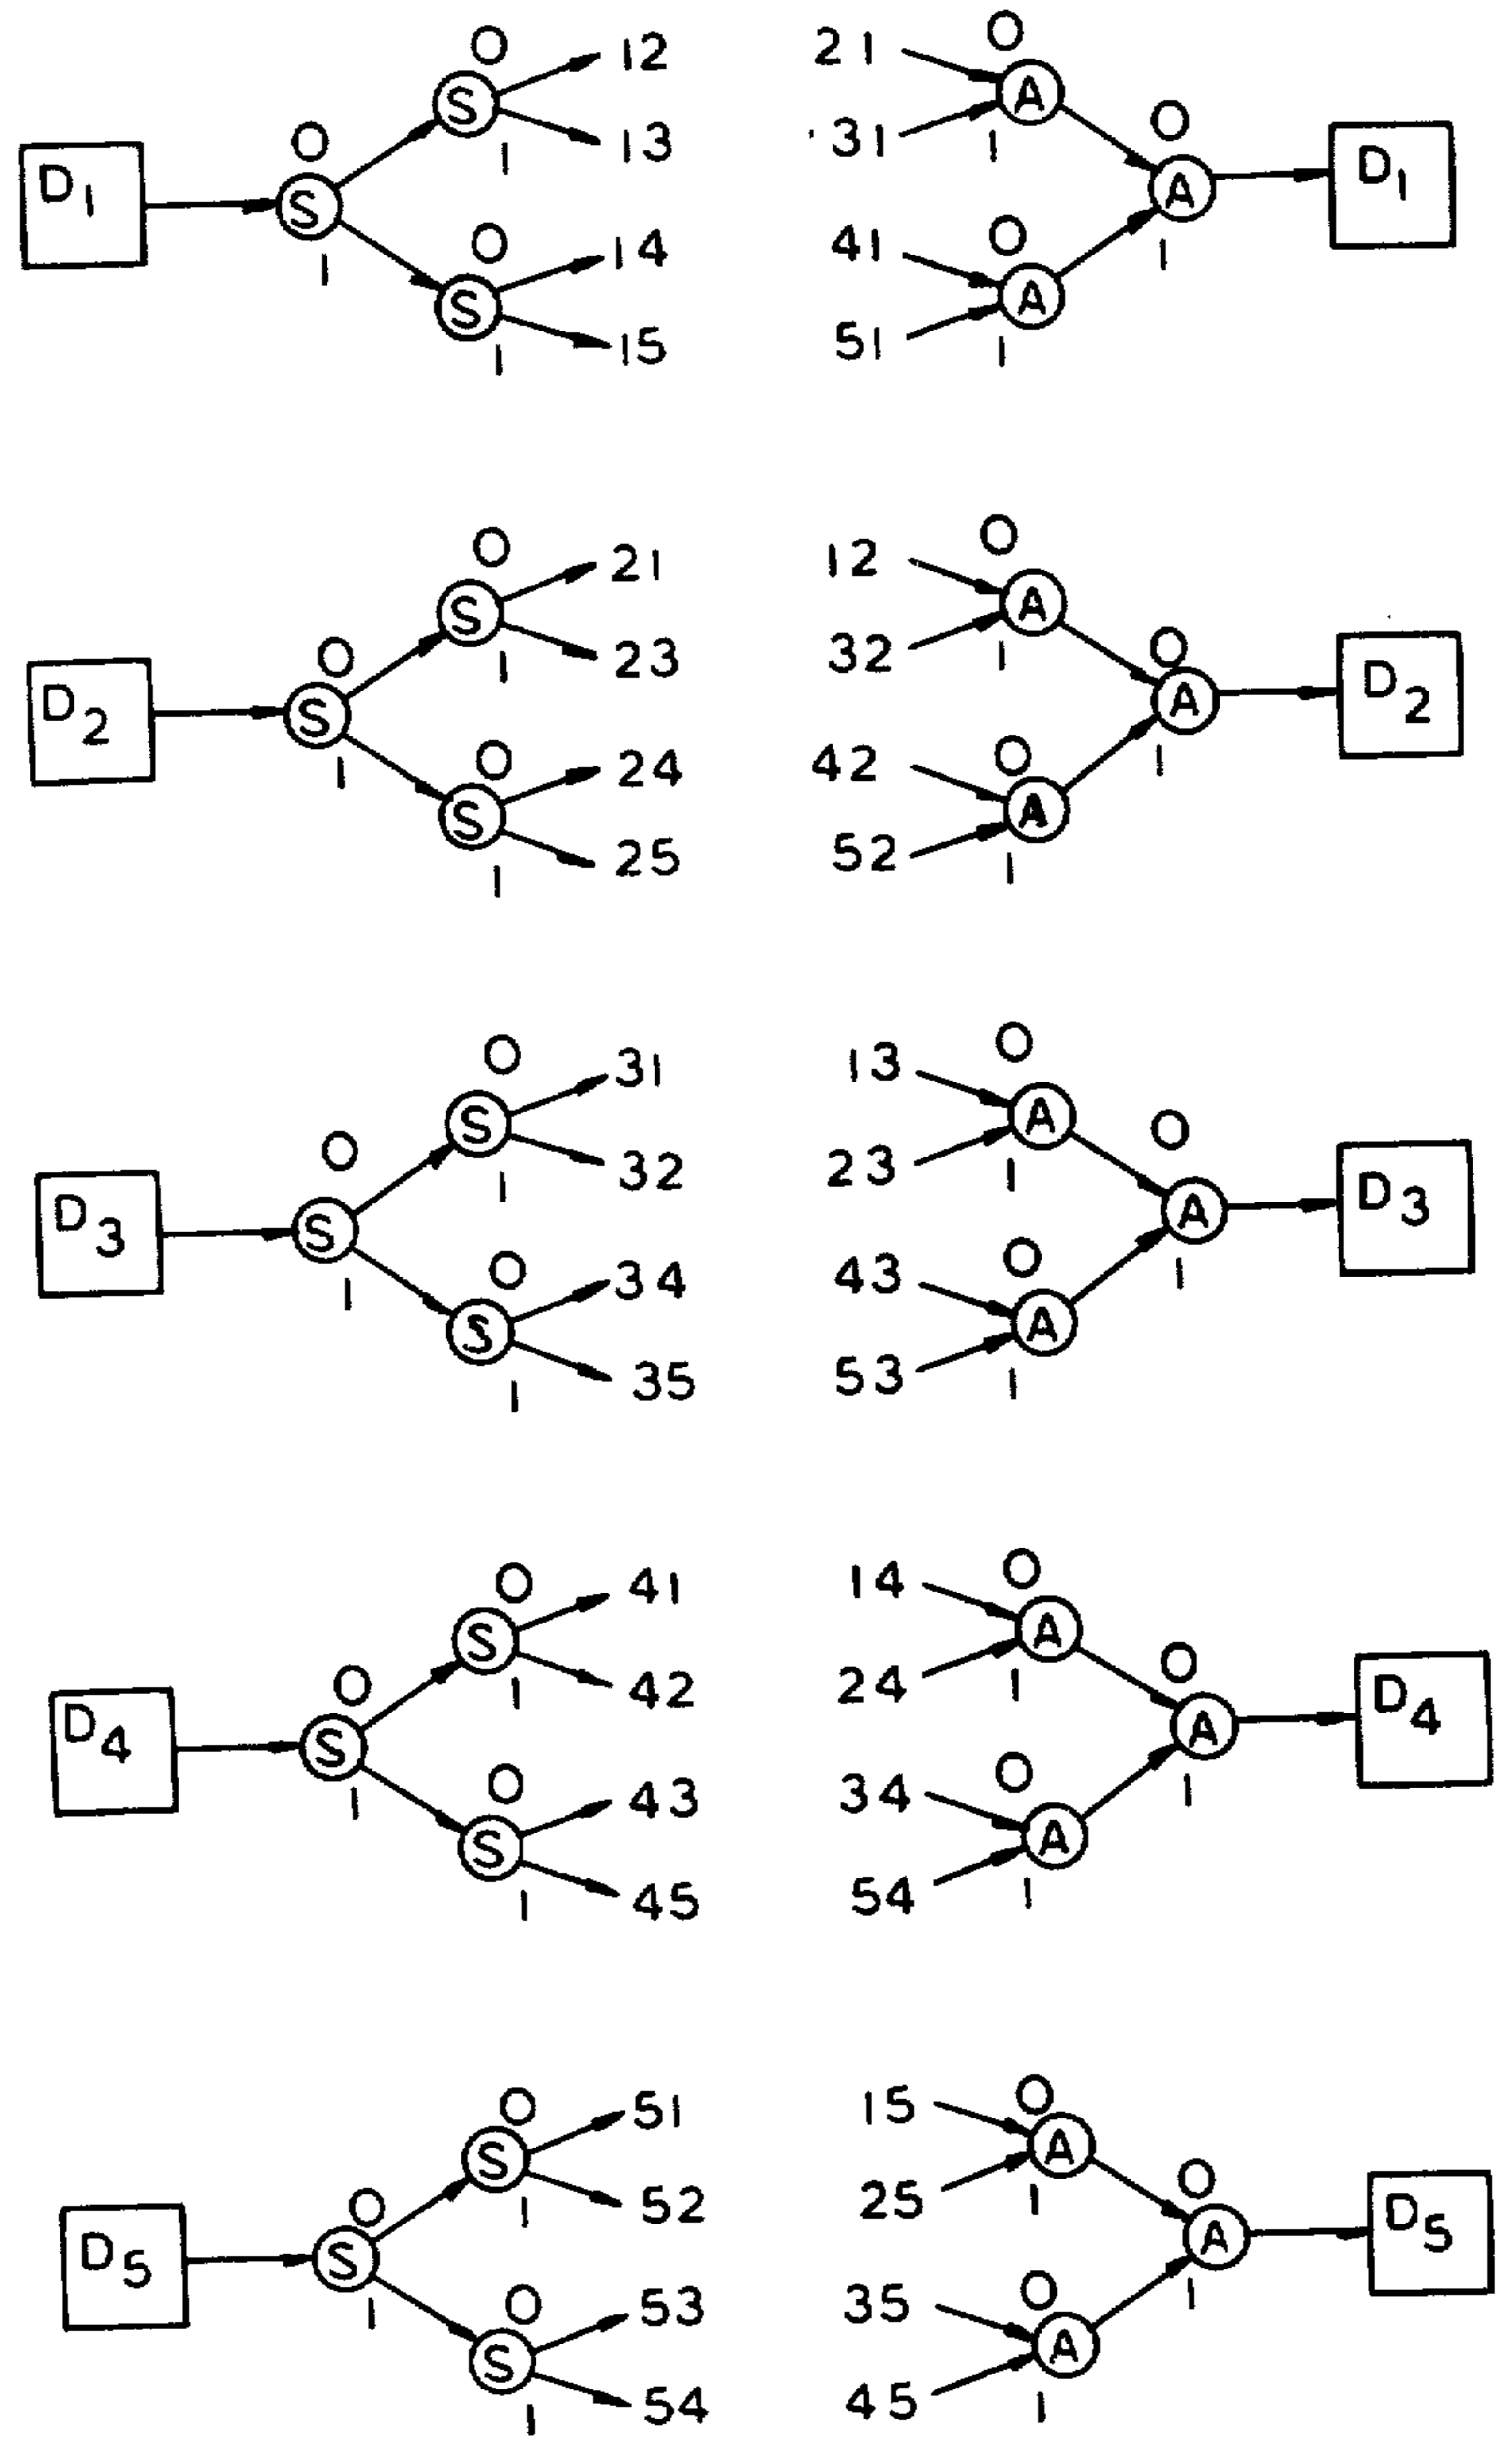 O 12 21 O
S A
O 13 31 1 O
D1 S 1 A D1
1 O 14 41 O 1
S A
1 15 51 1
O 21 12 O
S A
O 1 23 32 1 O
D2 S A D2
1 O 24 42 O 1
S A
1 25 52 1
O 31 13 O
S A
O 1 32 23 1 O
D3 S A D3
1 O 34 43 O 1
S A
1 35 53 1
O 41 14 O
S A
O 1 42 24 1 O
D4 S A D4
1 O 43 34 O 1
S A
1 45 54 1
O 51 15 O
S A
O 1 52 25 1 O
D5 S A D5
1 O 53 35 O 1
S A
1 54 45 1